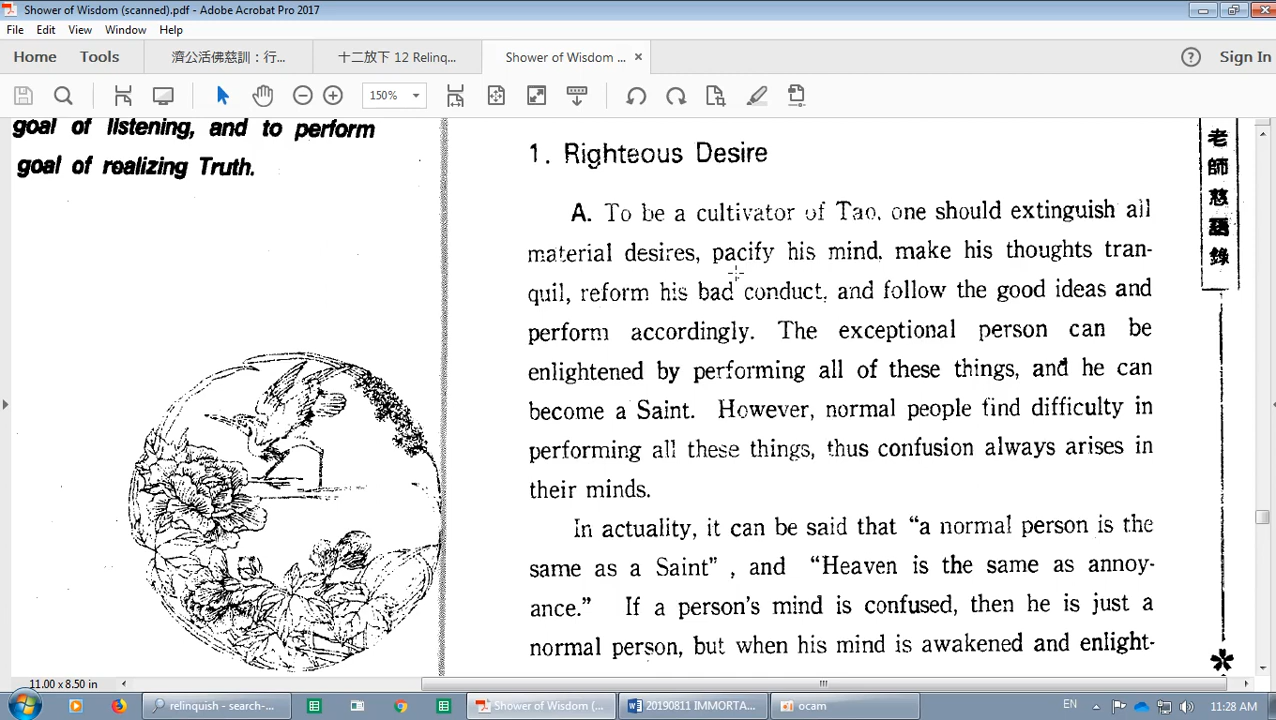 Shower of Wisdom (scanned).pdf - Adobe Acrobat Pro 2017
File Edit View Window Help
Home Tools 濟公活佛慈訓：行... 十二放下 12 Relinq... Shower of Wisdom ... × Sign In
150%
goal of listening, and to perform
goal of realizing Truth.
1. Righteous Desire
A. To be a cultivator of Tao, one should extinguish all
material desires, pacify his mind, make his thoughts tran-
quil, reform his bad conduct, and follow the good ideas and
perform accordingly. The exceptional person can be
enlightened by performing all of these things, and he can
become a Saint. However, normal people find difficulty in
performing all these things, thus confusion always arises in
their minds.
In actuality, it can be said that "a normal person is the
same as a Saint", and "Heaven is the same as annoy-
ance." If a person's mind is confused, then he is just a
normal person, but when his mind is awakened and enlight-
老師慈語錄
11.00 x 8.50 in
relinquish - search-... Shower of Wisdom (... 20190811 IMMORTA... ocam EN 11:28 AM